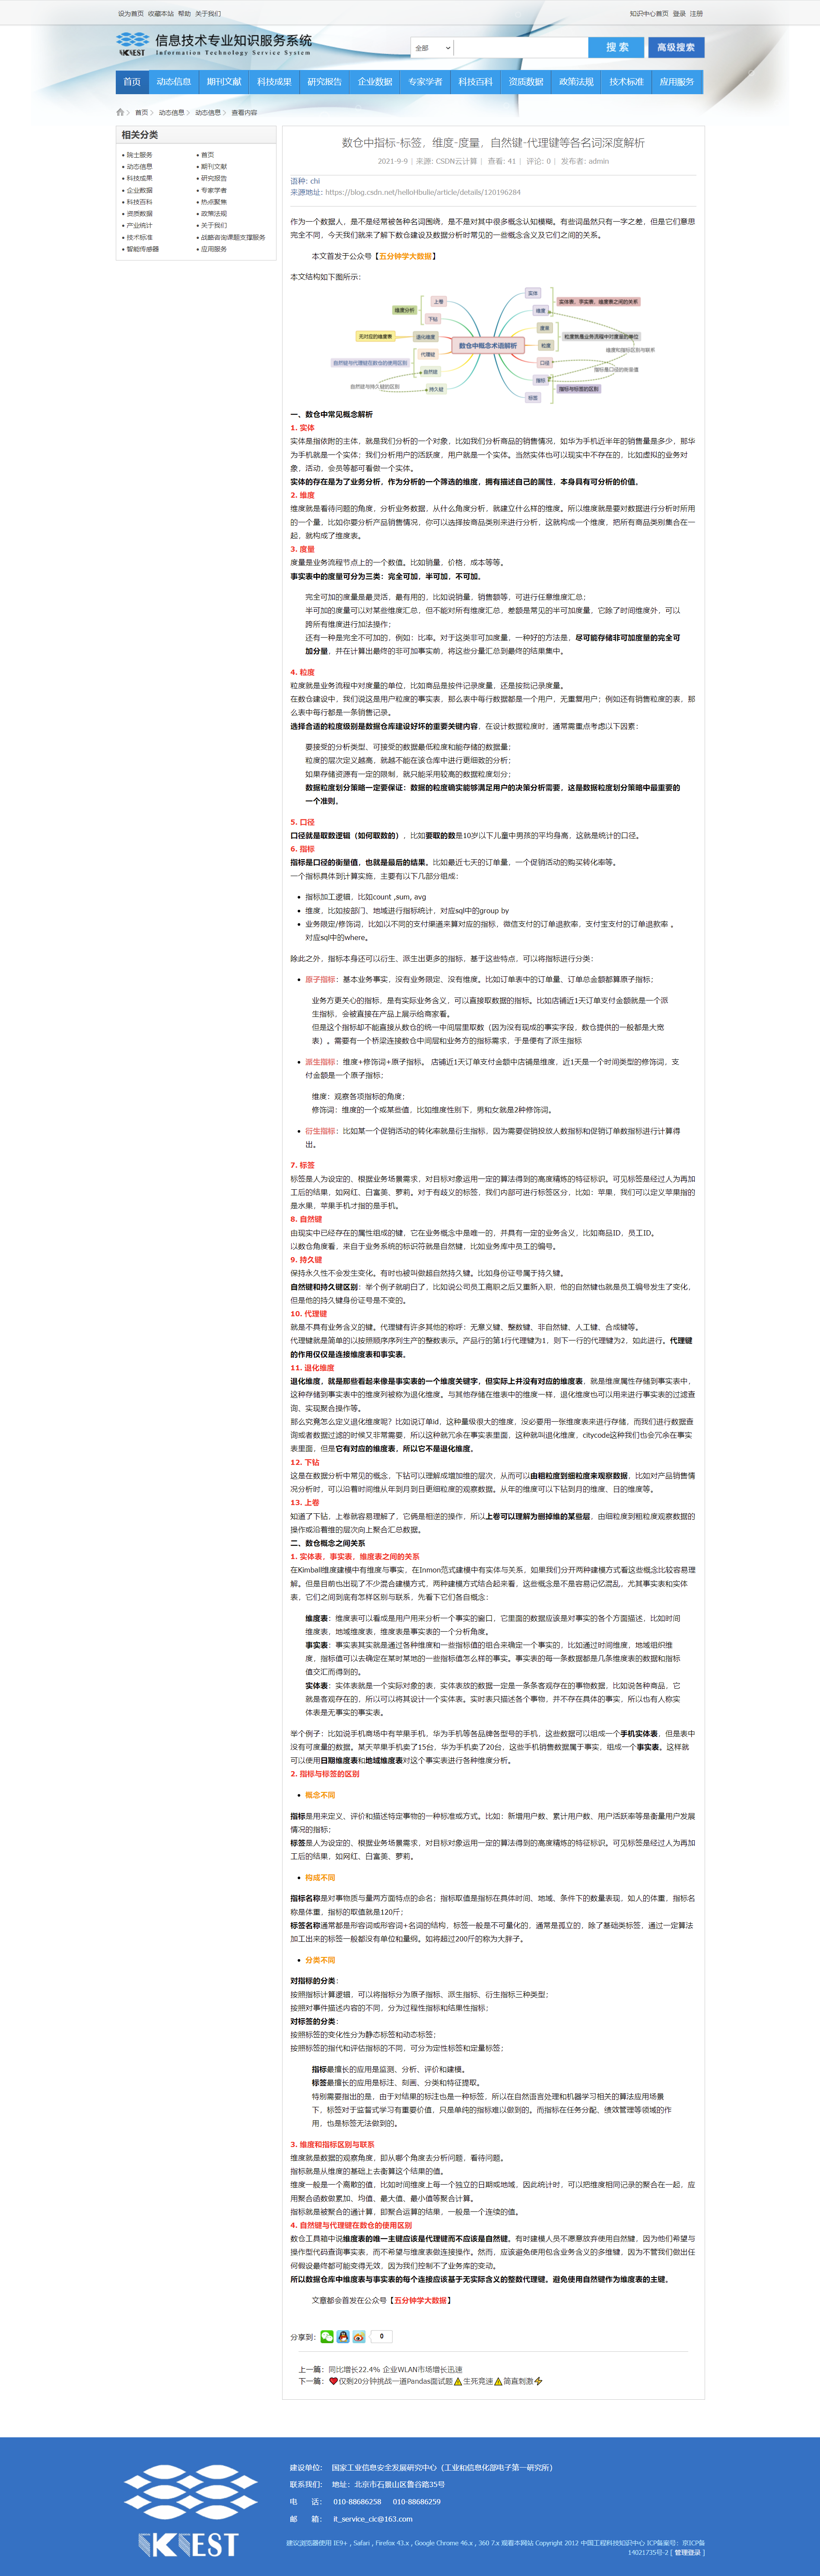 设为首页 收藏本站 帮助 关于我们
知识中心首页 登录 注册
IKNEST 信息技术专业知识服务系统
Information Technology Service System
全部
搜 索
高级搜索
首页 动态信息 期刊文献 科技成果 研究报告 企业数据 专家学者 科技百科 资质数据 政策法规 技术标准 应用服务
首页 动态信息 动态信息 查看内容
相关分类
• 院士服务 • 首页
• 动态信息 • 期刊文献
• 科技成果 • 研究报告
• 企业数据 • 专家学者
• 科技百科 • 热点聚焦
• 资质数据 • 政策法规
• 产业统计 • 关于我们
• 技术标准 • 战略咨询课题支撑服务
• 智能传感器 • 应用服务
数仓中指标-标签，维度-度量，自然键-代理键等各名词深度解析
2021-9-9 | 来源: CSDN云计算 | 查看: 41 | 评论: 0 | 发布者: admin
语种: chi
来源地址: https://blog.csdn.net/helloHbulie/article/details/120196284
作为一个数据人，是不是经常被各种名词围绕，是不是对其中很多概念认知模糊。有些词虽然只有一字之差，但是它们意思
完全不同，今天我们就来了解下数仓建设及数据分析时常见的一些概念含义及它们之间的关系。
本文首发于公众号【五分钟学大数据】
本文结构如下图所示：
数仓中概念术语解析
上卷
下钻
维度分析
退化维度
无对应的维度表
代理键
自然键
自然键与代理键在数仓的使用区别
持久键
自然键与持久键的区别
实体
维度
实体表、事实表、维度表之间的关系
度量
粒度
粒度就是业务流程中对度量的单位
口径
维度和指标区别与联系
指标
指标是口径的衡量值
标签
指标与标签的区别
一、数仓中常见概念解析
1. 实体
实体是指依附的主体，就是我们分析的一个对象，比如我们分析商品的销售情况，如华为手机近半年的销售量是多少，那华
为手机就是一个实体；我们分析用户的活跃度，用户就是一个实体。当然实体也可以现实中不存在的，比如虚拟的业务对
象，活动，会员等都可看做一个实体。
实体的存在是为了业务分析，作为分析的一个筛选的维度，拥有描述自己的属性，本身具有可分析的价值。
2. 维度
维度就是看待问题的角度，分析业务数据，从什么角度分析，就建立什么样的维度。所以维度就是要对数据进行分析时所用
的一个量，比如你要分析产品销售情况，你可以选择按商品类别来进行分析，这就构成一个维度，把所有商品类别集合在一
起，就构成了维度表。
3. 度量
度量是业务流程节点上的一个数值。比如销量，价格，成本等等。
事实表中的度量可分为三类：完全可加，半可加，不可加。
完全可加的度量是最灵活，最有用的，比如说销量，销售额等，可进行任意维度汇总；
半可加的度量可以对某些维度汇总，但不能对所有维度汇总，差额是常见的半可加度量，它除了时间维度外，可以
跨所有维度进行加法操作；
还有一种是完全不可加的，例如：比率。对于这类非可加度量，一种好的方法是，尽可能存储非可加度量的完全可
加分量，并在计算出最终的非可加事实前，将这些分量汇总到最终的结果集中。
4. 粒度
粒度就是业务流程中对度量的单位，比如商品是按件记录度量，还是按批记录度量。
在数仓建设中，我们说这是用户粒度的事实表，那么表中每行数据都是一个用户，无重复用户；例如还有销售粒度的表，那
么表中每行都是一条销售记录。
选择合适的粒度级别是数据仓库建设好坏的重要关键内容，在设计数据粒度时，通常需重点考虑以下因素：
要接受的分析类型、可接受的数据最低粒度和能存储的数据量；
粒度的层次定义越高，就越不能在该仓库中进行更细致的分析；
如果存储资源有一定的限制，就只能采用较高的数据粒度划分；
数据粒度划分策略一定要保证：数据的粒度确实能够满足用户的决策分析需要，这是数据粒度划分策略中最重要的
一个准则。
5. 口径
口径就是取数逻辑（如何取数的），比如要取的数是10岁以下儿童中男孩的平均身高，这就是统计的口径。
6. 指标
指标是口径的衡量值，也就是最后的结果。比如最近七天的订单量，一个促销活动的购买转化率等。
一个指标具体到计算实施，主要有以下几部分组成：
• 指标加工逻辑，比如count ,sum, avg
• 维度，比如按部门、地域进行指标统计，对应sql中的group by
• 业务限定/修饰词，比如以不同的支付渠道来算对应的指标，微信支付的订单退款率，支付宝支付的订单退款率 。
对应sql中的where。
除此之外，指标本身还可以衍生、派生出更多的指标，基于这些特点，可以将指标进行分类：
• 原子指标：基本业务事实，没有业务限定、没有维度。比如订单表中的订单量、订单总金额都算原子指标；
业务方更关心的指标，是有实际业务含义，可以直接取数据的指标。比如店铺近1天订单支付金额就是一个派
生指标，会被直接在产品上展示给商家看。
但是这个指标却不能直接从数仓的统一中间层里取数（因为没有现成的事实字段，数仓提供的一般都是大宽
表）。需要有一个桥梁连接数仓中间层和业务方的指标需求，于是便有了派生指标
• 派生指标：维度+修饰词+原子指标。 店铺近1天订单支付金额中店铺是维度，近1天是一个时间类型的修饰词，支
付金额是一个原子指标；
维度：观察各项指标的角度；
修饰词：维度的一个或某些值，比如维度性别下，男和女就是2种修饰词。
• 衍生指标：比如某一个促销活动的转化率就是衍生指标，因为需要促销投放人数指标和促销订单数指标进行计算得
出。
7. 标签
标签是人为设定的、根据业务场景需求，对目标对象运用一定的算法得到的高度精炼的特征标识。可见标签是经过人为再加
工后的结果，如网红、白富美、萝莉。对于有歧义的标签，我们内部可进行标签区分，比如：苹果，我们可以定义苹果指的
是水果，苹果手机才指的是手机。
8. 自然键
由现实中已经存在的属性组成的键，它在业务概念中是唯一的，并具有一定的业务含义，比如商品ID，员工ID。
以数仓角度看，来自于业务系统的标识符就是自然键，比如业务库中员工的编号。
9. 持久键
保持永久性不会发生变化。有时也被叫做超自然持久键。比如身份证号属于持久键。
自然键和持久键区别：举个例子就明白了，比如说公司员工离职之后又重新入职，他的自然键也就是员工编号发生了变化，
但是他的持久键身份证号是不变的。
10. 代理键
就是不具有业务含义的键。代理键有许多其他的称呼：无意义键、整数键、非自然键、人工键、合成键等。
代理键就是简单的以按照顺序序列生产的整数表示。产品行的第1行代理键为1，则下一行的代理键为2，如此进行。代理键
的作用仅仅是连接维度表和事实表。
11. 退化维度
退化维度，就是那些看起来像是事实表的一个维度关键字，但实际上并没有对应的维度表，就是维度属性存储到事实表中，
这种存储到事实表中的维度列被称为退化维度。与其他存储在维表中的维度一样，退化维度也可以用来进行事实表的过滤查
询、实现聚合操作等。
那么究竟怎么定义退化维度呢？比如说订单id，这种量级很大的维度，没必要用一张维度表来进行存储，而我们进行数据查
询或者数据过滤的时候又非常需要，所以这种就冗余在事实表里面，这种就叫退化维度，citycode这种我们也会冗余在事实
表里面，但是它有对应的维度表，所以它不是退化维度。
12. 下钻
这是在数据分析中常见的概念，下钻可以理解成增加维的层次，从而可以由粗粒度到细粒度来观察数据，比如对产品销售情
况分析时，可以沿着时间维从年到月到日更细粒度的观察数据。从年的维度可以下钻到月的维度、日的维度等。
13. 上卷
知道了下钻，上卷就容易理解了，它俩是相逆的操作，所以上卷可以理解为删掉维的某些层，由细粒度到粗粒度观察数据的
操作或沿着维的层次向上聚合汇总数据。
二、数仓概念之间关系
1. 实体表，事实表，维度表之间的关系
在Kimball维度建模中有维度与事实，在Inmon范式建模中有实体与关系，如果我们分开两种建模方式看这些概念比较容易理
解。但是目前也出现了不少混合建模方式，两种建模方式结合起来看，这些概念是不是容易记忆混乱，尤其事实表和实体
表，它们之间到底有怎样区别与联系，先看下它们各自概念：
维度表：维度表可以看成是用户用来分析一个事实的窗口，它里面的数据应该是对事实的各个方面描述，比如时间
维度表，地域维度表，维度表是事实表的一个分析角度。
事实表：事实表其实就是通过各种维度和一些指标值的组合来确定一个事实的，比如通过时间维度，地域组织维
度，指标值可以去确定在某时某地的一些指标值怎么样的事实。事实表的每一条数据都是几条维度表的数据和指标
值交汇而得到的。
实体表：实体表就是一个实际对象的表，实体表放的数据一定是一条条客观存在的事物数据，比如说各种商品，它
就是客观存在的，所以可以将其设计一个实体表。实时表只描述各个事物，并不存在具体的事实，所以也有人称实
体表是无事实的事实表。
举个例子：比如说手机商场中有苹果手机，华为手机等各品牌各型号的手机，这些数据可以组成一个手机实体表，但是表中
没有可度量的数据。某天苹果手机卖了15台，华为手机卖了20台，这些手机销售数据属于事实，组成一个事实表。这样就
可以使用日期维度表和地域维度表对这个事实表进行各种维度分析。
2. 指标与标签的区别
• 概念不同
指标是用来定义、评价和描述特定事物的一种标准或方式。比如：新增用户数、累计用户数、用户活跃率等是衡量用户发展
情况的指标；
标签是人为设定的、根据业务场景需求，对目标对象运用一定的算法得到的高度精炼的特征标识。可见标签是经过人为再加
工后的结果，如网红、白富美、萝莉。
• 构成不同
指标名称是对事物质与量两方面特点的命名；指标取值是指标在具体时间、地域、条件下的数量表现，如人的体重，指标名
称是体重，指标的取值就是120斤；
标签名称通常都是形容词或形容词+名词的结构，标签一般是不可量化的，通常是孤立的，除了基础类标签，通过一定算法
加工出来的标签一般都没有单位和量纲。如将超过200斤的称为大胖子。
• 分类不同
对指标的分类：
按照指标计算逻辑，可以将指标分为原子指标、派生指标、衍生指标三种类型；
按照对事件描述内容的不同，分为过程性指标和结果性指标；
对标签的分类：
按照标签的变化性分为静态标签和动态标签；
按照标签的指代和评估指标的不同，可分为定性标签和定量标签；
指标最擅长的应用是监测、分析、评价和建模。
标签最擅长的应用是标注、刻画、分类和特征提取。
特别需要指出的是，由于对结果的标注也是一种标签，所以在自然语言处理和机器学习相关的算法应用场景
下，标签对于监督式学习有重要价值，只是单纯的指标难以做到的。而指标在任务分配、绩效管理等领域的作
用，也是标签无法做到的。
3. 维度和指标区别与联系
维度就是数据的观察角度，即从哪个角度去分析问题，看待问题。
指标就是从维度的基础上去衡算这个结果的值。
维度一般是一个离散的值，比如时间维度上每一个独立的日期或地域，因此统计时，可以把维度相同记录的聚合在一起，应
用聚合函数做累加、均值、最大值、最小值等聚合计算。
指标就是被聚合的通计算，即聚合运算的结果，一般是一个连续的值。
4. 自然键与代理键在数仓的使用区别
数仓工具箱中说维度表的唯一主键应该是代理键而不应该是自然键。有时建模人员不愿意放弃使用自然键，因为他们希望与
操作型代码查询事实表，而不希望与维度表做连接操作。然而，应该避免使用包含业务含义的多维键，因为不管我们做出任
何假设最终都可能变得无效，因为我们控制不了业务库的变动。
所以数据仓库中维度表与事实表的每个连接应该基于无实际含义的整数代理键。避免使用自然键作为维度表的主键。
文章都会首发在公众号【五分钟学大数据】
分享到： 0
上一篇：同比增长22.4% 企业WLAN市场增长迅速
下一篇：❤️仅剩20分钟挑战一道Pandas面试题⚠️生死竞速⚠️简直刺激⚡
IKNEST
建设单位： 国家工业信息安全发展研究中心（工业和信息化部电子第一研究所）
联系我们： 地址：北京市石景山区鲁谷路35号
电 话： 010-88686258 010-88686259
邮 箱： it_service_cic@163.com
建议浏览器使用 IE9+ , Safari , Firefox 43.x , Google Chrome 46.x , 360 7.x 观看本网站 Copyright 2012 中国工程科技知识中心 ICP备案号：京ICP备
14021735号-2 [ 管理登录 ]